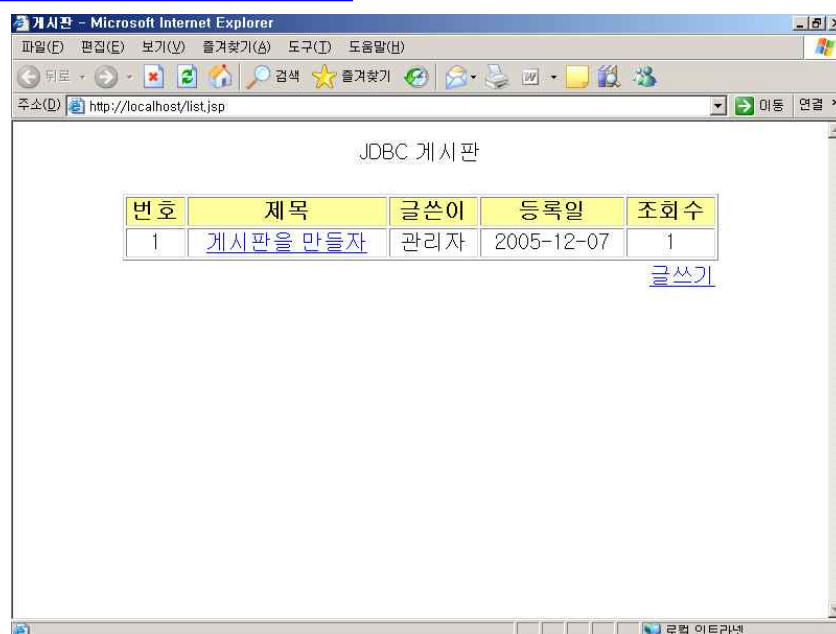 게시판 - Microsoft Internet Explorer
파일(F) 편집(E) 보기(V) 즐겨찾기(A) 도구(T) 도움말(H)
뒤로 검색 즐겨찾기
주소(D) http://localhost/list.jsp 이동 연결 »
JDBC 게시판
번호 제목 글쓴이 등록일 조회수
1 게시판을 만들자 관리자 2005-12-07 1
글쓰기
로컬 인트라넷